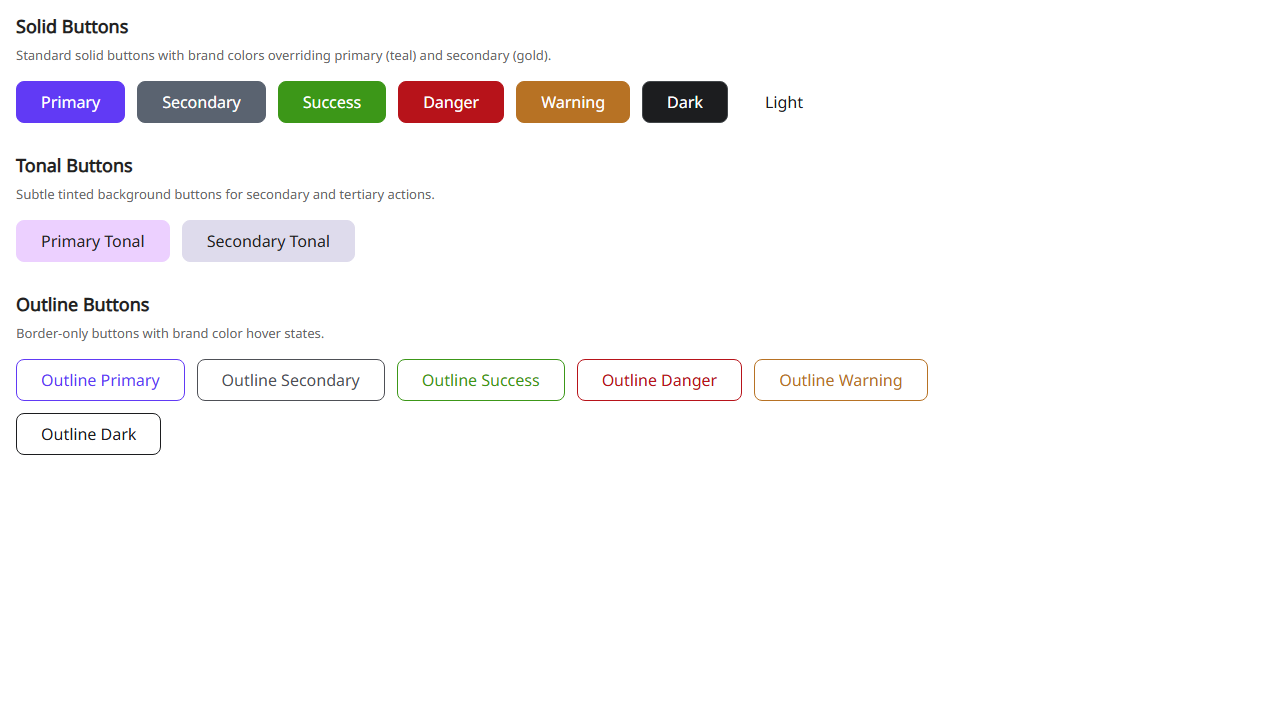 Solid Buttons
Standard solid buttons with brand colors overriding primary (teal) and secondary (gold).
Primary Secondary Success Danger Warning Dark Light
Tonal Buttons
Subtle tinted background buttons for secondary and tertiary actions.
Primary Tonal Secondary Tonal
Outline Buttons
Border-only buttons with brand color hover states.
Outline Primary Outline Secondary Outline Success Outline Danger Outline Warning
Outline Dark